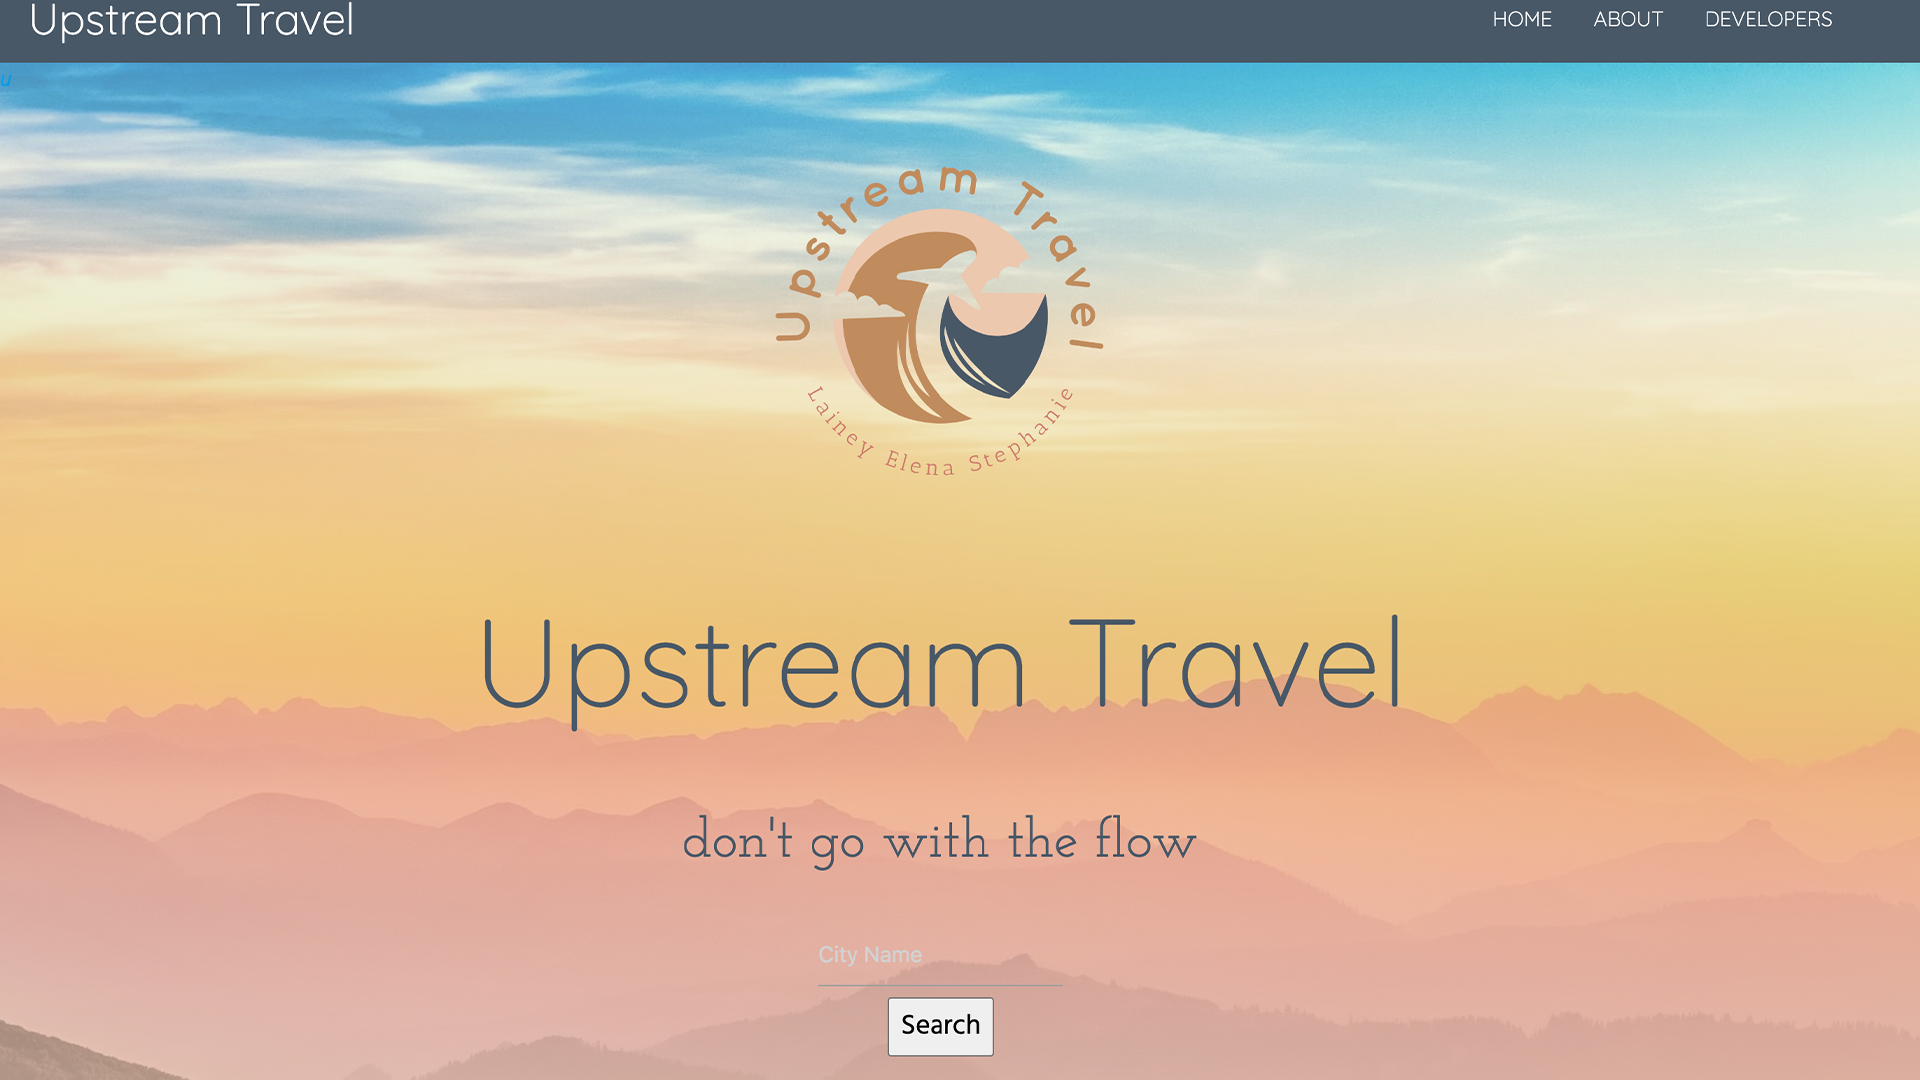 Upstream Travel
HOME ABOUT DEVELOPERS
u
Upstream Travel
Lainey Elena Stephanie
Upstream Travel
don't go with the flow
City Name
Search